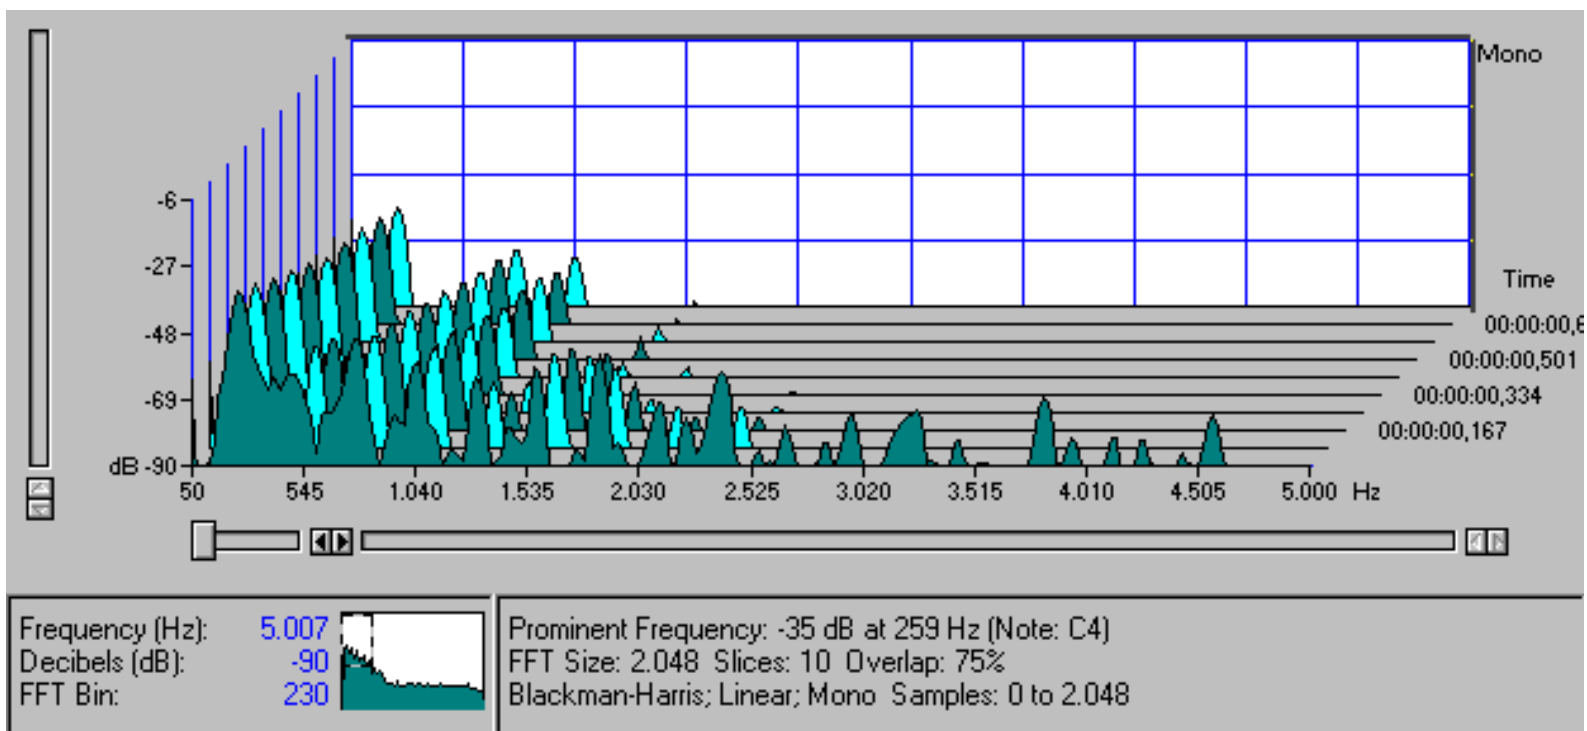 Mono
-6
-27
-48
-69
dB -90
Time
00:00:00,6
00:00:00,501
00:00:00,334
00:00:00,167
50 545 1.040 1.535 2.030 2.525 3.020 3.515 4.010 4.505 5.000 Hz
Frequency (Hz): 5.007
Decibels (dB): -90
FFT Bin: 230
Prominent Frequency: -35 dB at 259 Hz (Note: C4)
FFT Size: 2.048 Slices: 10 Overlap: 75%
Blackman-Harris; Linear; Mono Samples: 0 to 2.048